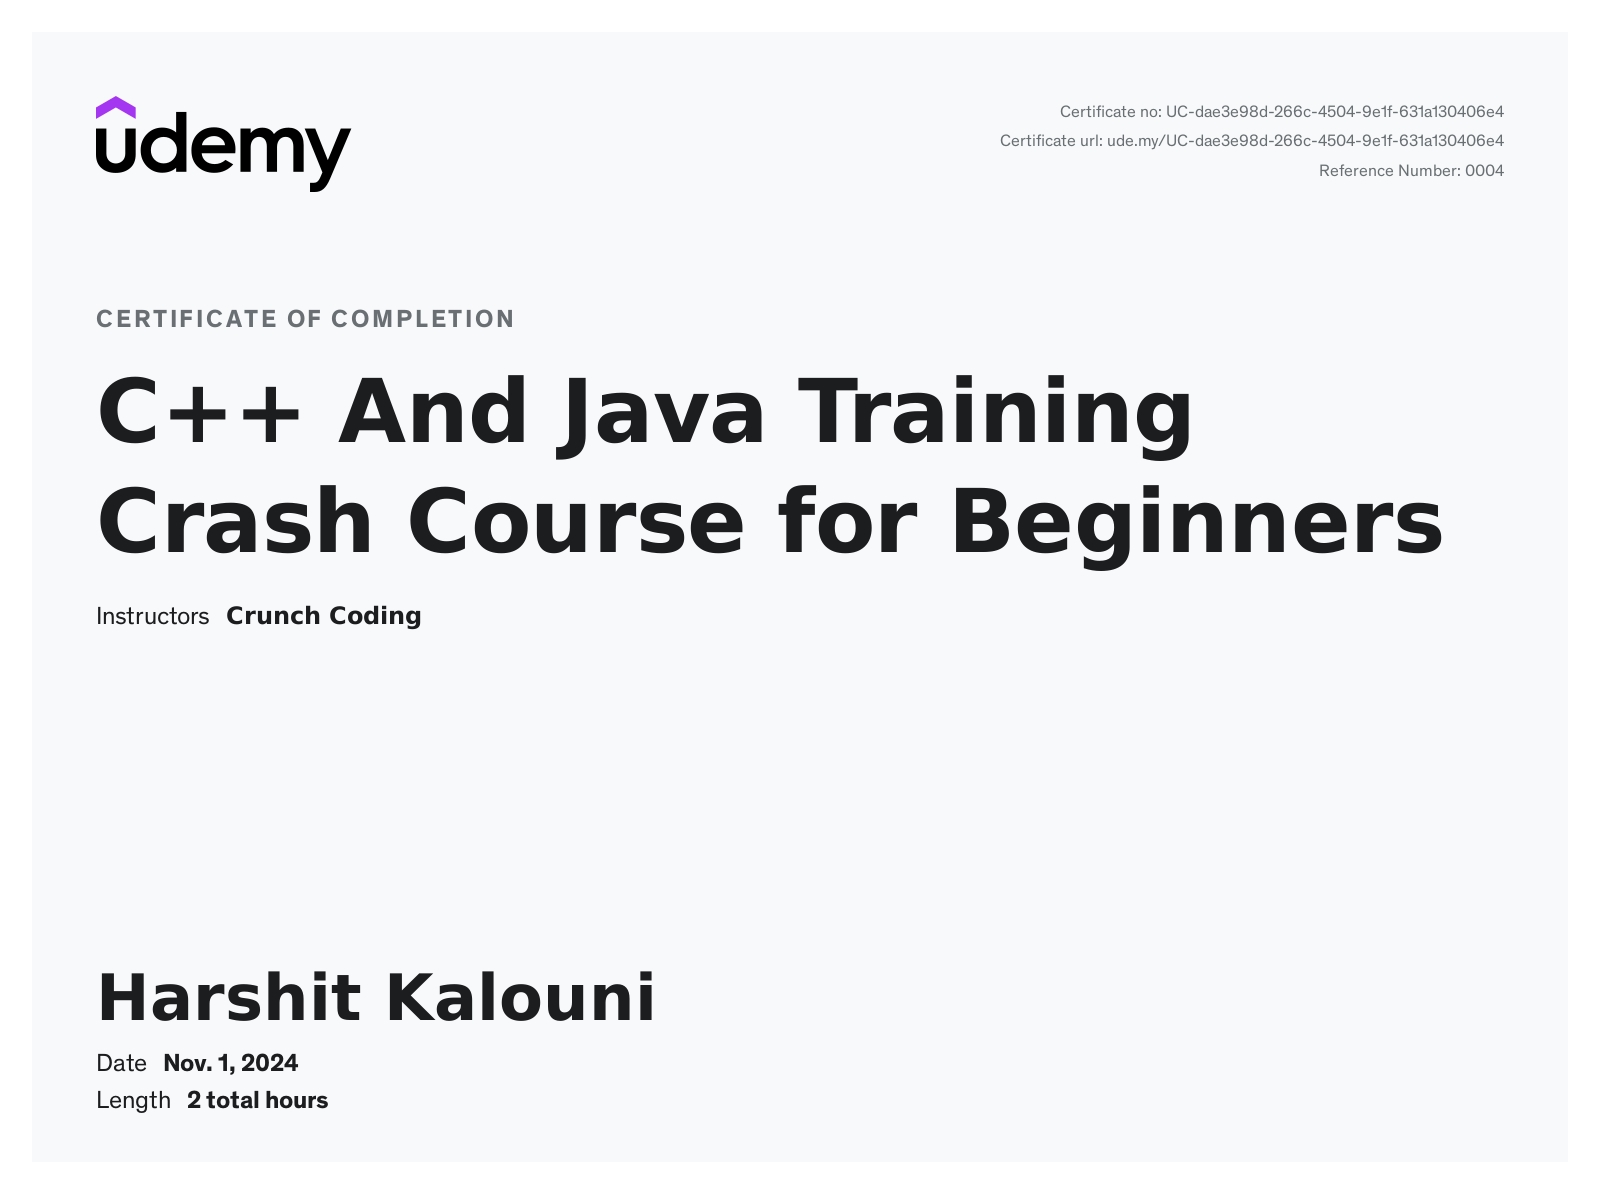 udemy
Certificate no: UC-dae3e98d-266c-4504-9e1f-631a130406e4
Certificate url: ude.my/UC-dae3e98d-266c-4504-9e1f-631a130406e4
Reference Number: 0004
CERTIFICATE OF COMPLETION
C++ And Java Training
Crash Course for Beginners
Instructors Crunch Coding
Harshit Kalouni
Date Nov. 1, 2024
Length 2 total hours